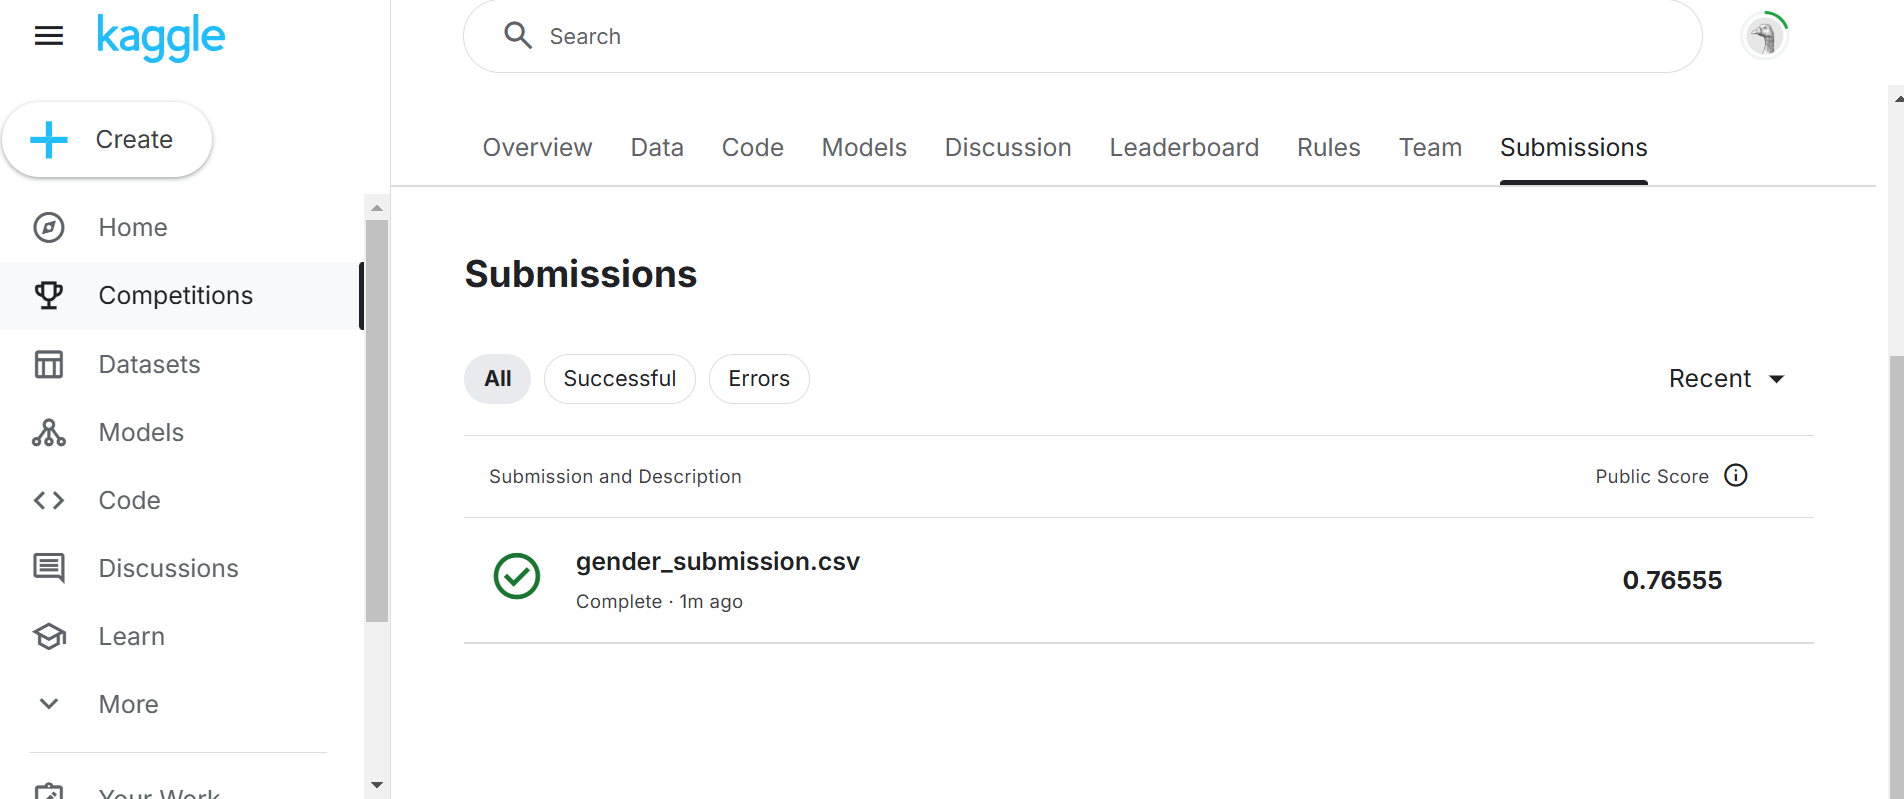 kaggle
Search
Create
Overview Data Code Models Discussion Leaderboard Rules Team Submissions
Home
Competitions
Datasets
Models
Code
Discussions
Learn
More
Your Work
Submissions
All Successful Errors Recent
Submission and Description Public Score
gender_submission.csv
Complete · 1m ago
0.76555